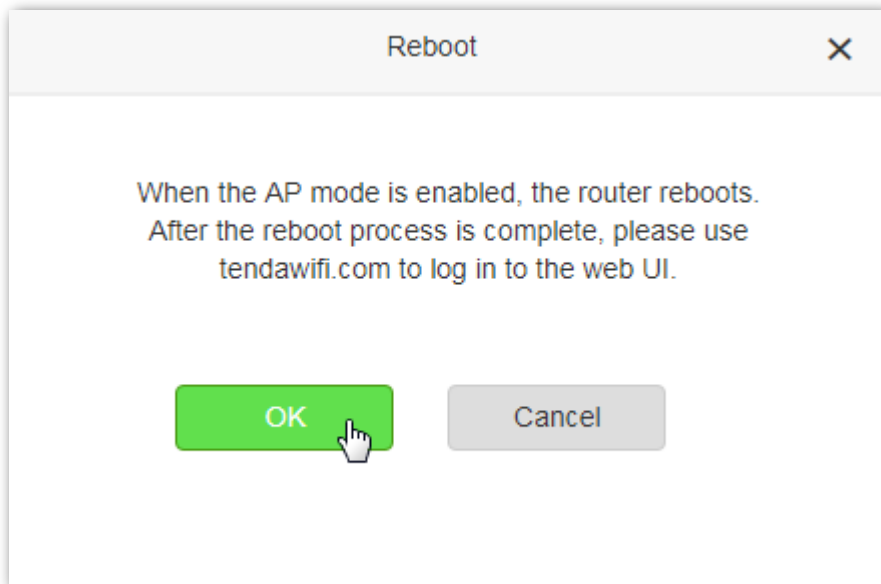 Reboot
When the AP mode is enabled, the router reboots.
After the reboot process is complete, please use
tendawifi.com to log in to the web UI.
OK
Cancel